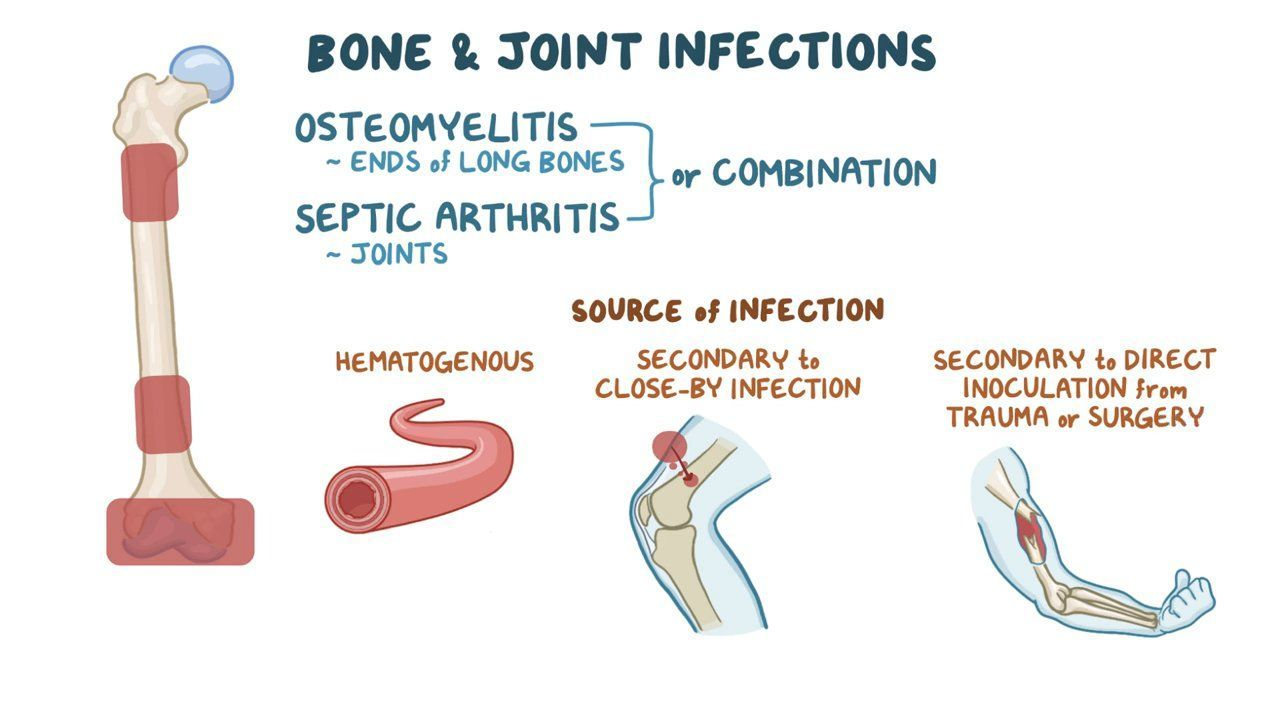 BONE & JOINT INFECTIONS
OSTEOMYELITIS
~ ENDS of LONG BONES
or COMBINATION
SEPTIC ARTHRITIS
~ JOINTS
SOURCE of INFECTION
HEMATOGENOUS
SECONDARY to
CLOSE-BY INFECTION
SECONDARY to DIRECT
INOCULATION from
TRAUMA or SURGERY